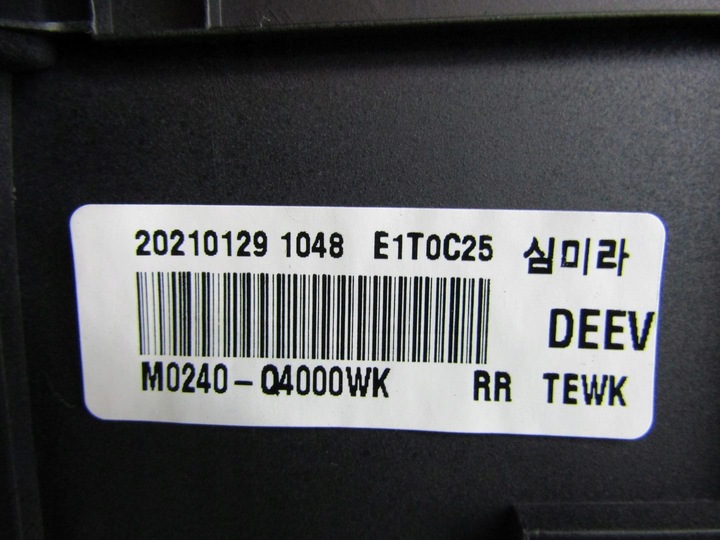 20210129 1048 E1T0C25 심미라
DEEV
M0240-Q4000WK RR TEWK